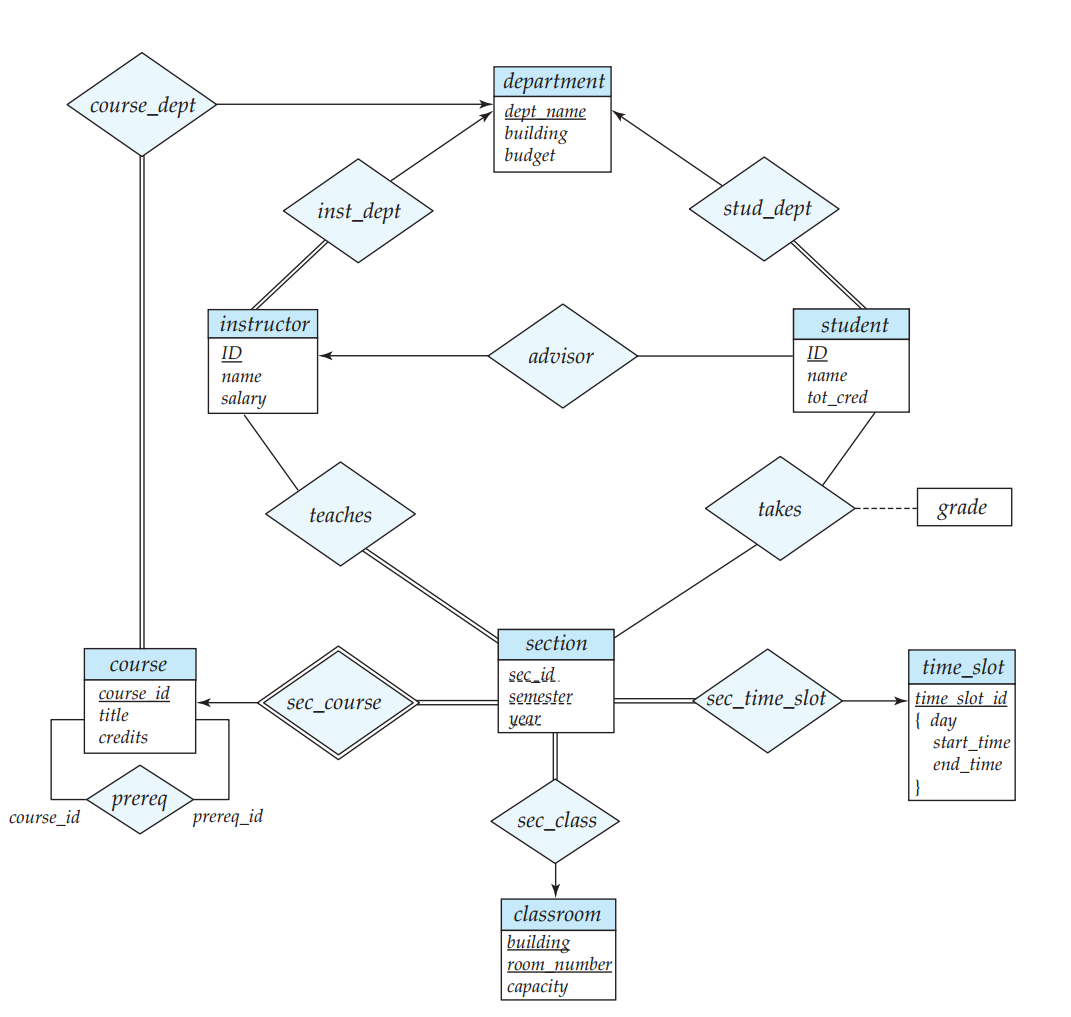 department
course_dept
dept_name
building
budget
inst_dept
stud_dept
instructor
ID
name
salary
advisor
student
ID
name
tot_cred
teaches
takes
grade
section
sec_id
semester
year
course
course_id
title
credits
sec_course
sec_time_slot
time_slot
time_slot_id
{ day
start_time
end_time
}
prereq
course_id
prereq_id
sec_class
classroom
building
room_number
capacity